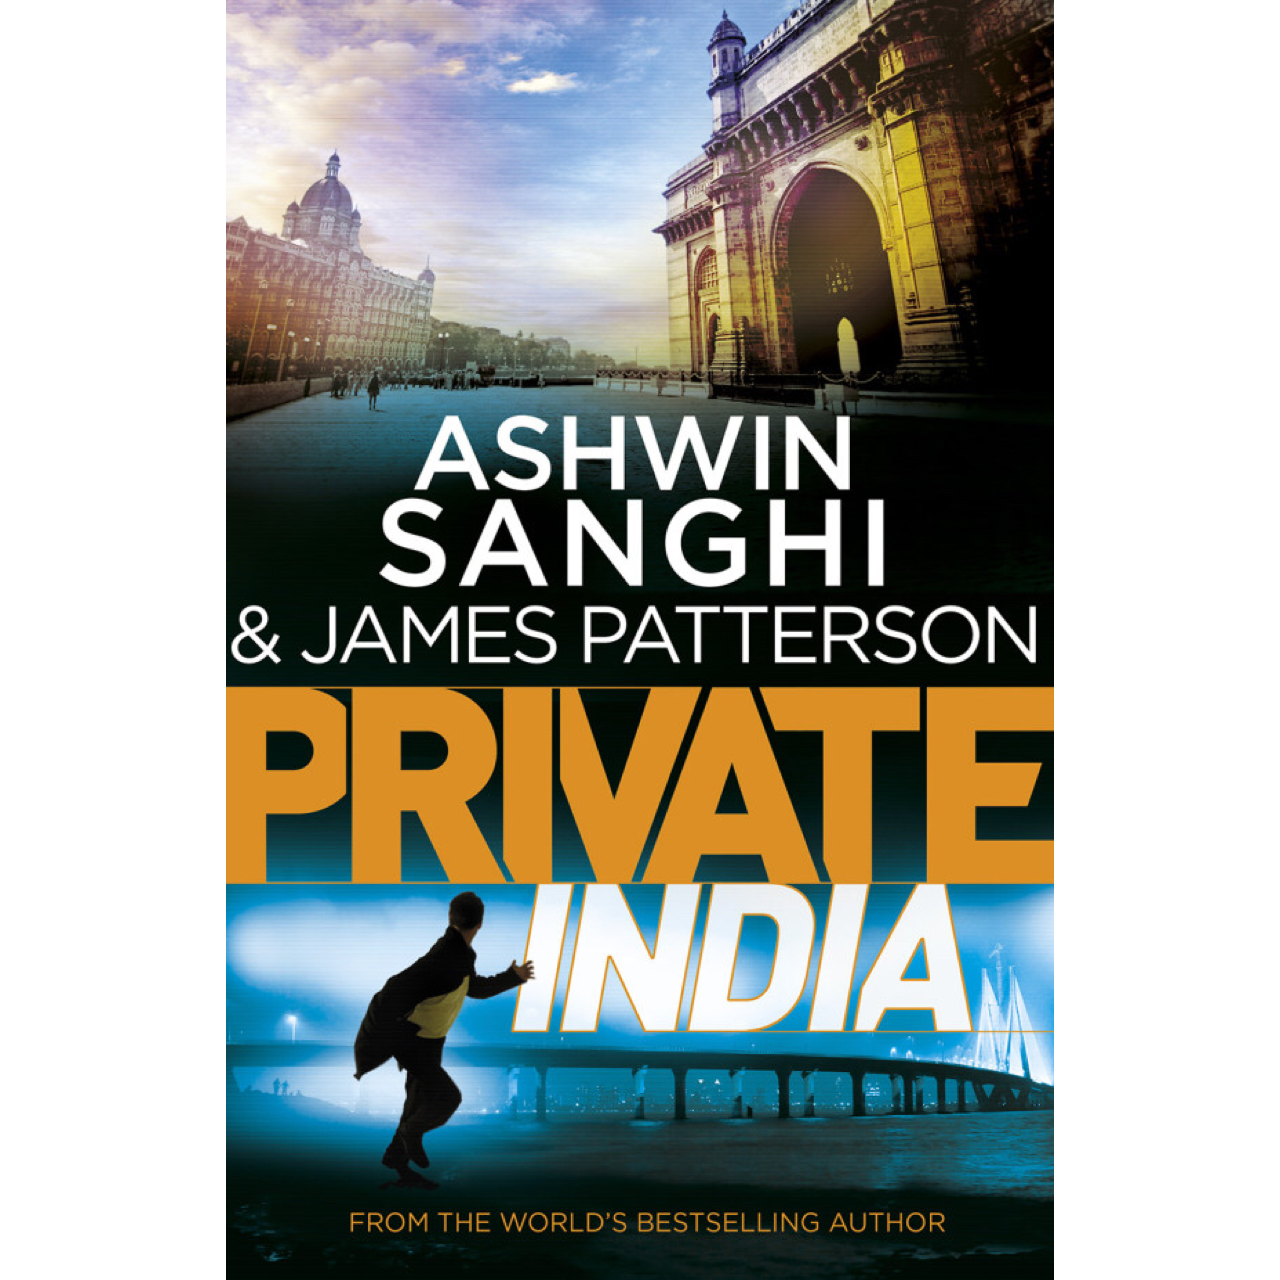 ASHWIN
SANGHI
& JAMES PATTERSON
PRIVATE
INDIA
FROM THE WORLD'S BESTSELLING AUTHOR